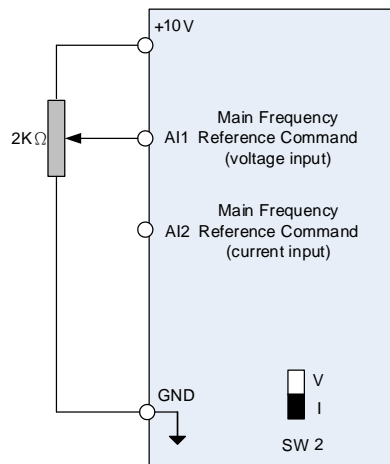 +10V
2KΩ
AI1 Main Frequency
Reference Command
(voltage input)
AI2 Main Frequency
Reference Command
(current input)
GND
V
I
SW 2